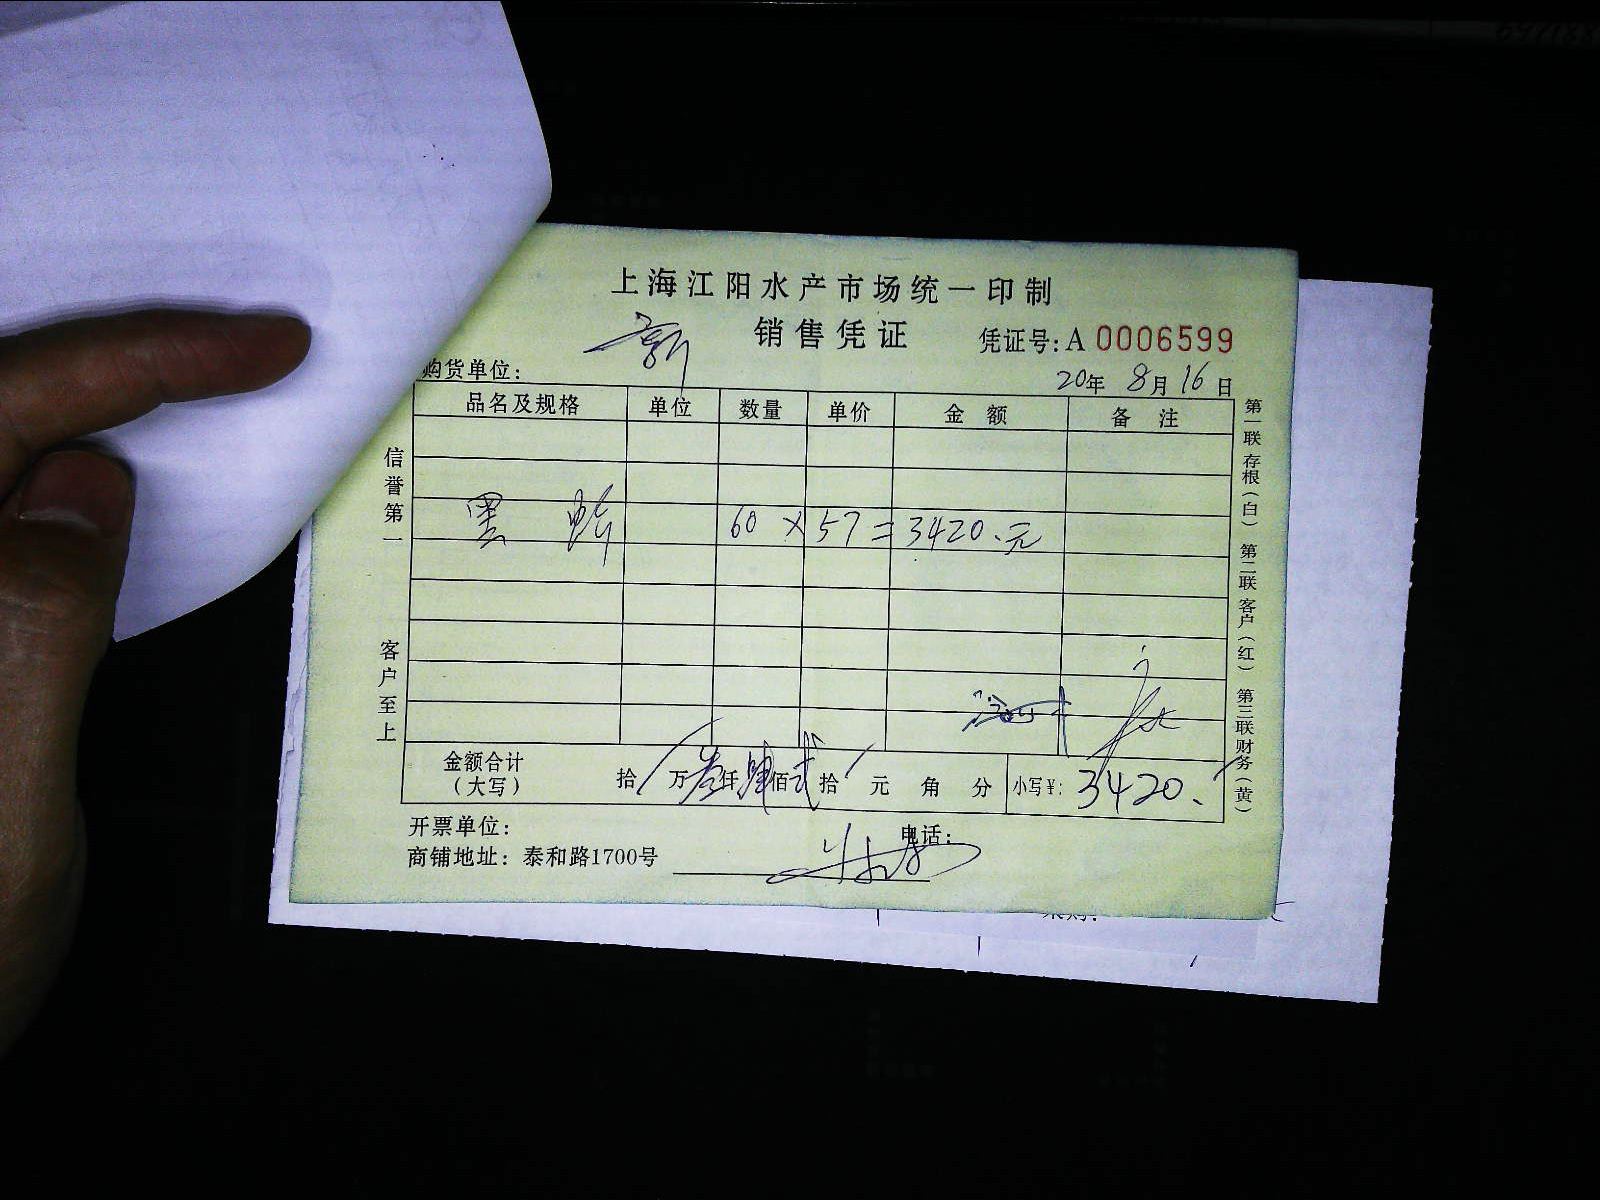 上海江阳水产市场统一印制
销售凭证 凭证号:A 0006599
购货单位:
20年 8月16日
品名及规格 单位 数量 单价 金额 备注
60 × 57 = 3420.元
金额合计
(大写)
拾 万叁仟肆佰弍拾 元 角 分 小写¥: 3420.
开票单位: 电话:
商铺地址: 泰和路1700号
信誉第一
客户至上
第一联存根(白) 第二联客户(红) 第三联财务(黄)